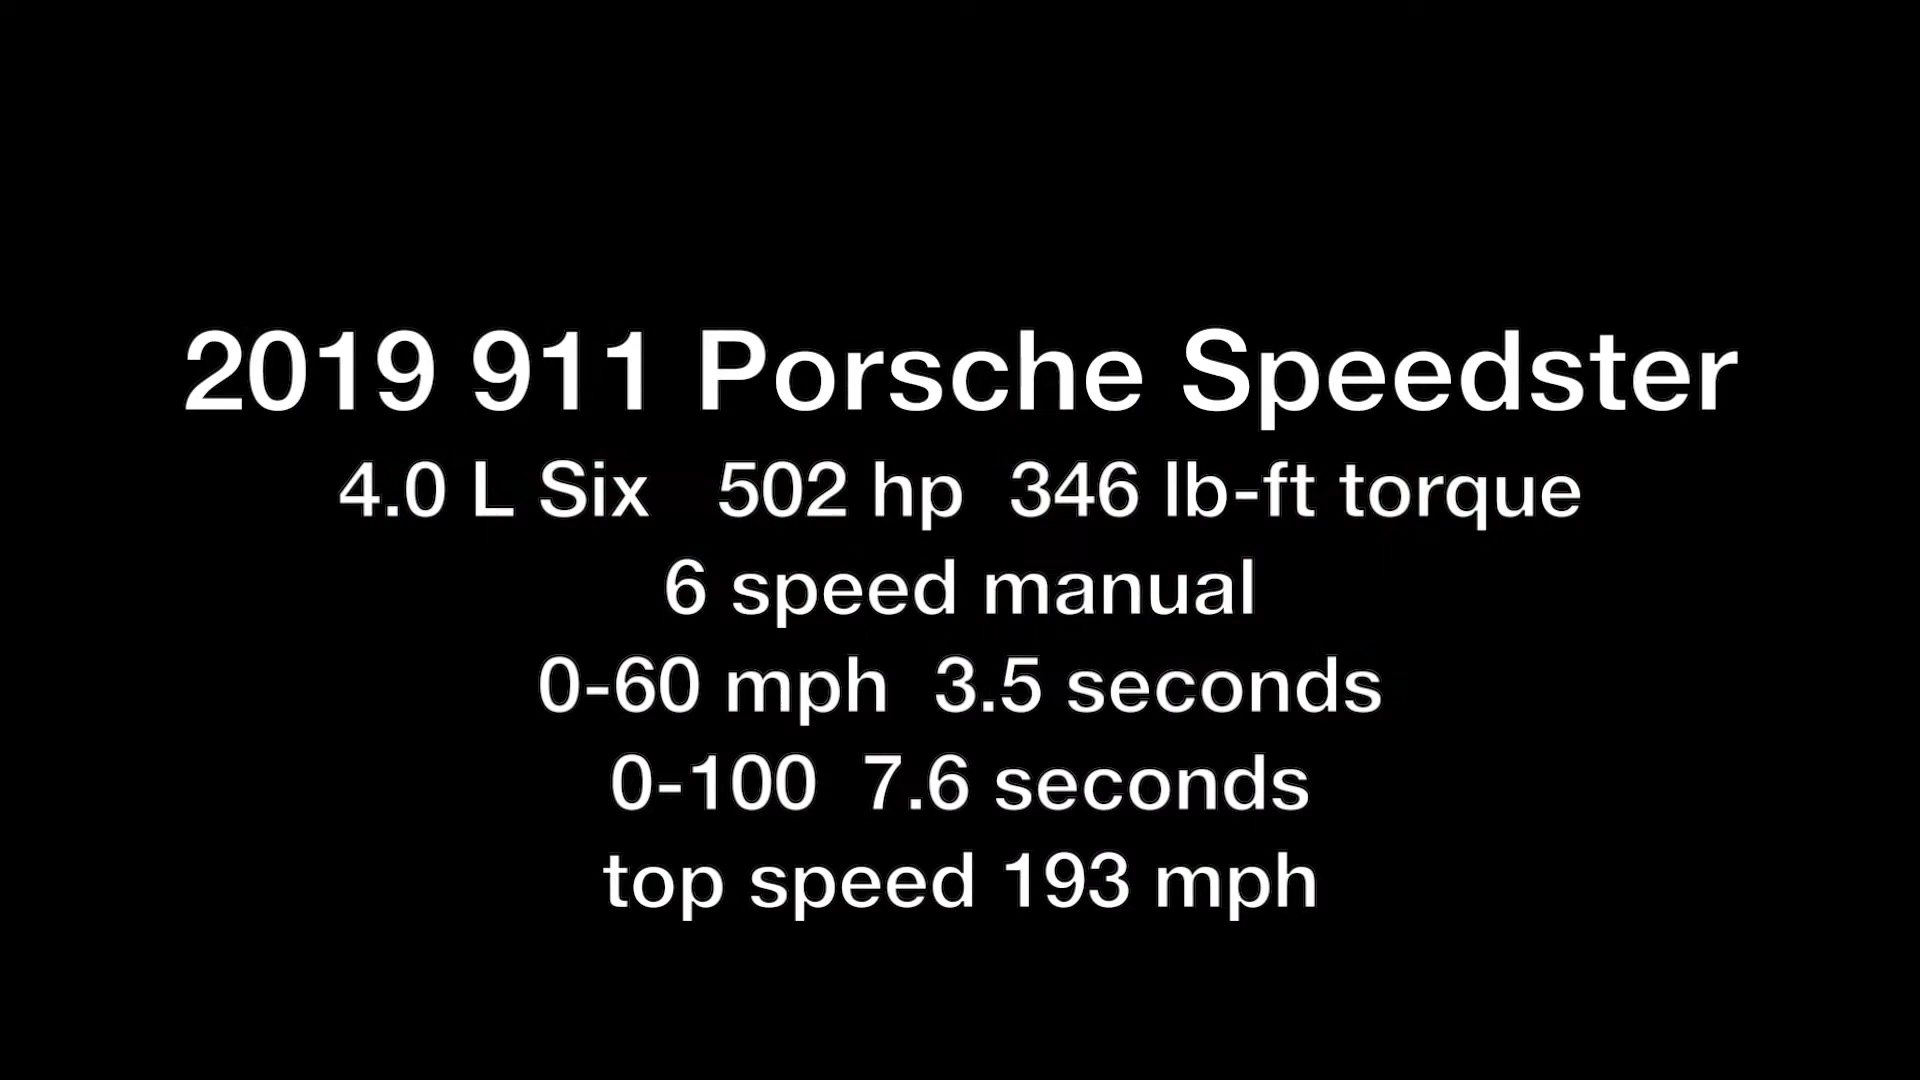 2019 911 Porsche Speedster
4.0 L Six 502 hp 346 lb-ft torque
6 speed manual
0-60 mph 3.5 seconds
0-100 7.6 seconds
top speed 193 mph